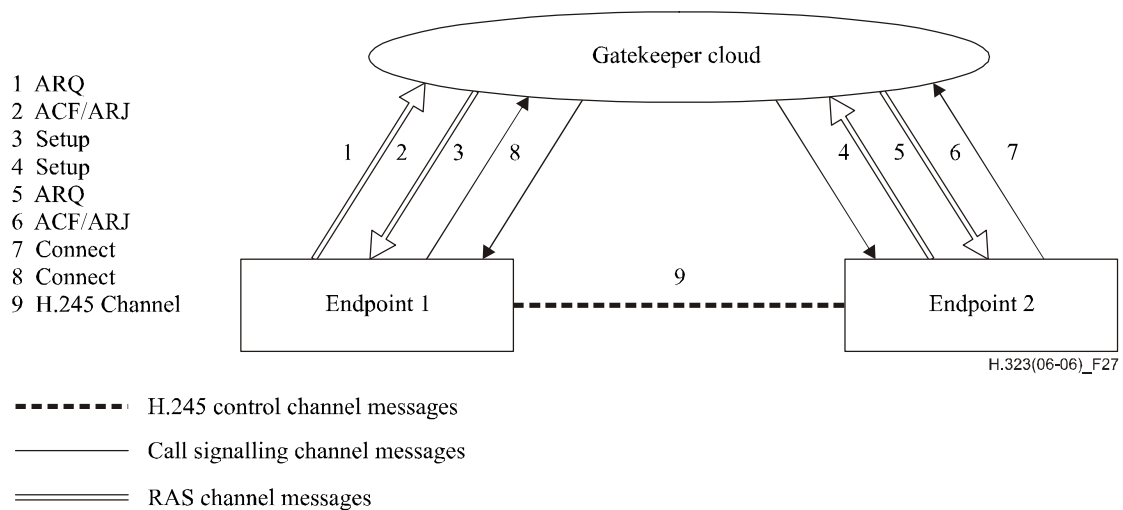 Gatekeeper cloud
1 ARQ
2 ACF/ARJ
3 Setup
4 Setup
5 ARQ
6 ACF/ARJ
7 Connect
8 Connect
9 H.245 Channel
1 2 3 8 4 5 6 7
9
Endpoint 1
Endpoint 2
H.323(06-06)_F27
H.245 control channel messages
Call signalling channel messages
RAS channel messages